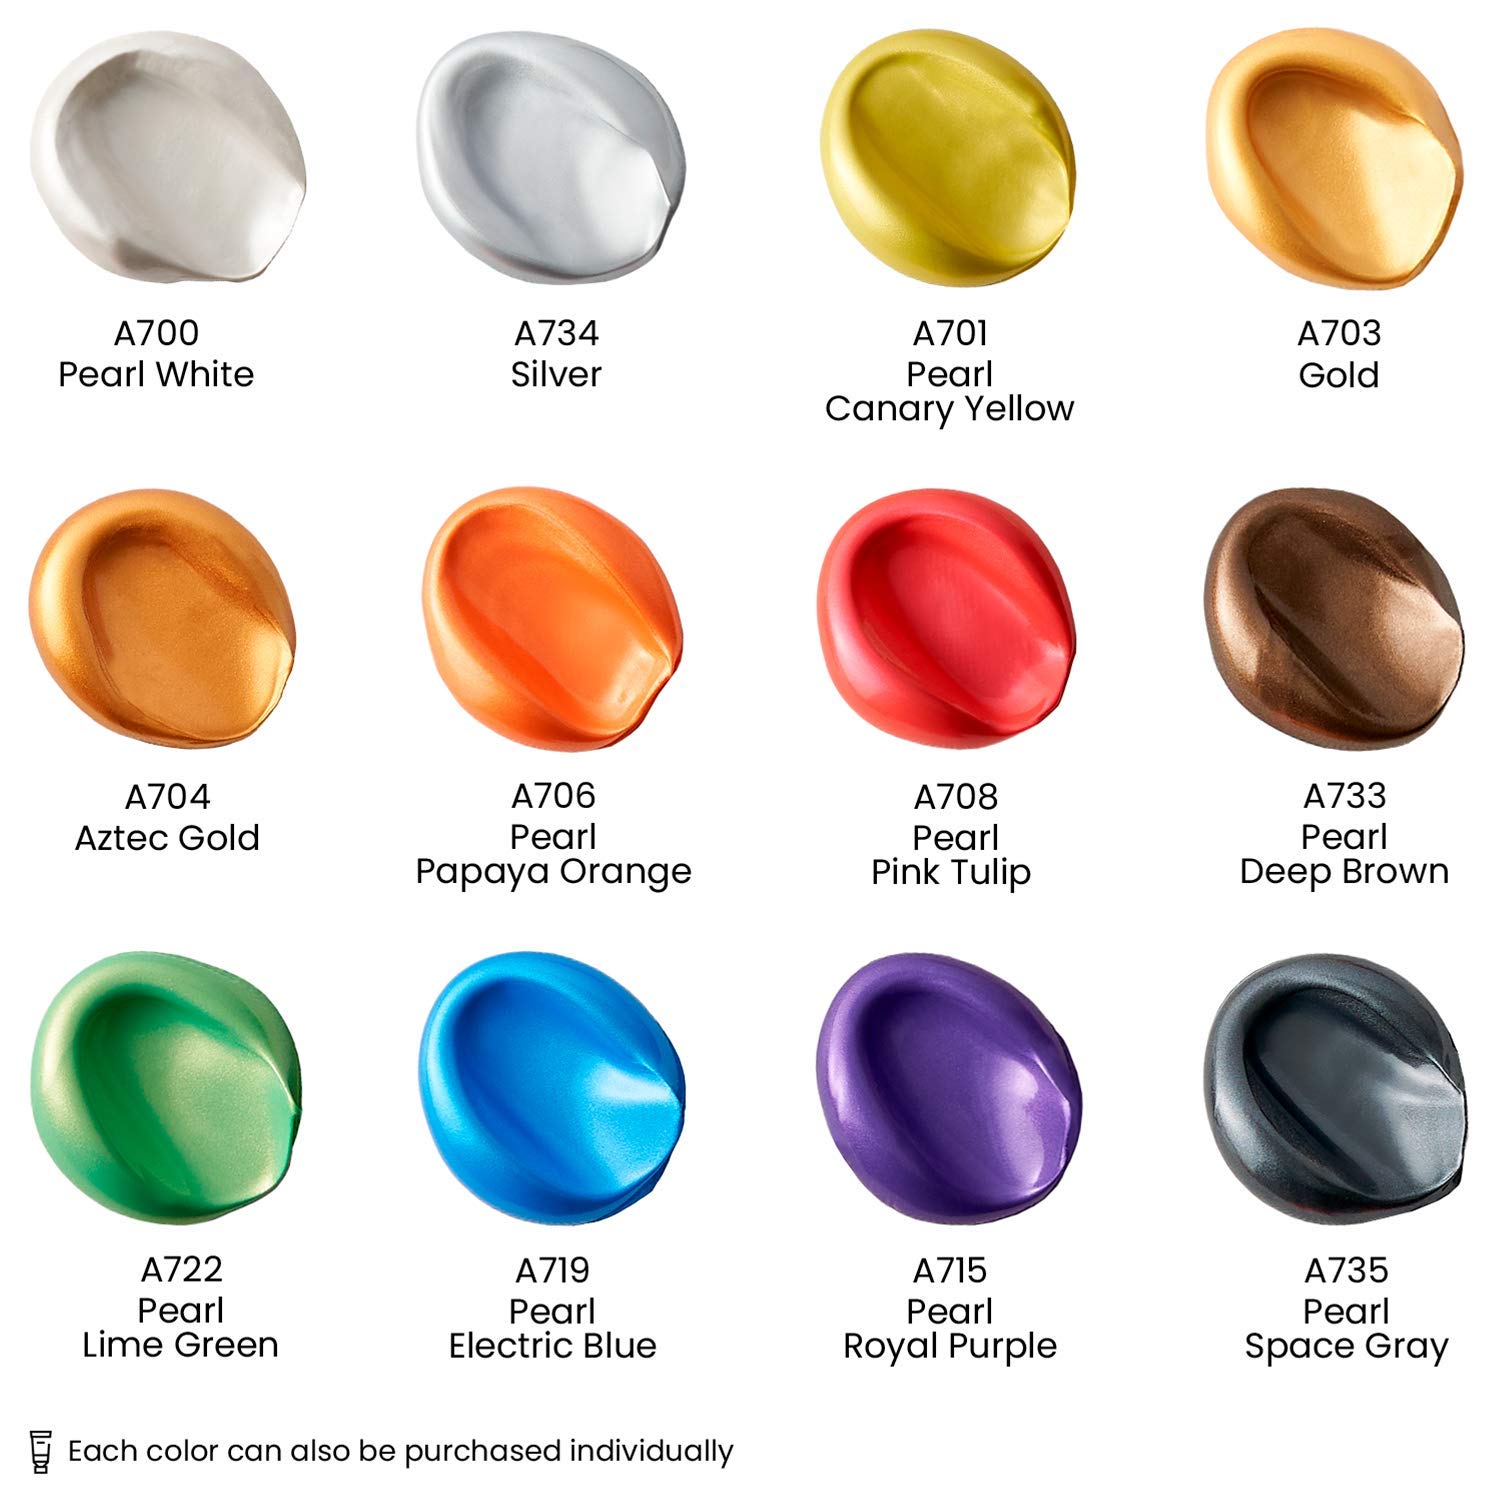 A700
Pearl White
A734
Silver
A701
Pearl
Canary Yellow
A703
Gold
A704
Aztec Gold
A706
Pearl
Papaya Orange
A708
Pearl
Pink Tulip
A733
Pearl
Deep Brown
A722
Pearl
Lime Green
A719
Pearl
Electric Blue
A715
Pearl
Royal Purple
A735
Pearl
Space Gray
Each color can also be purchased individually